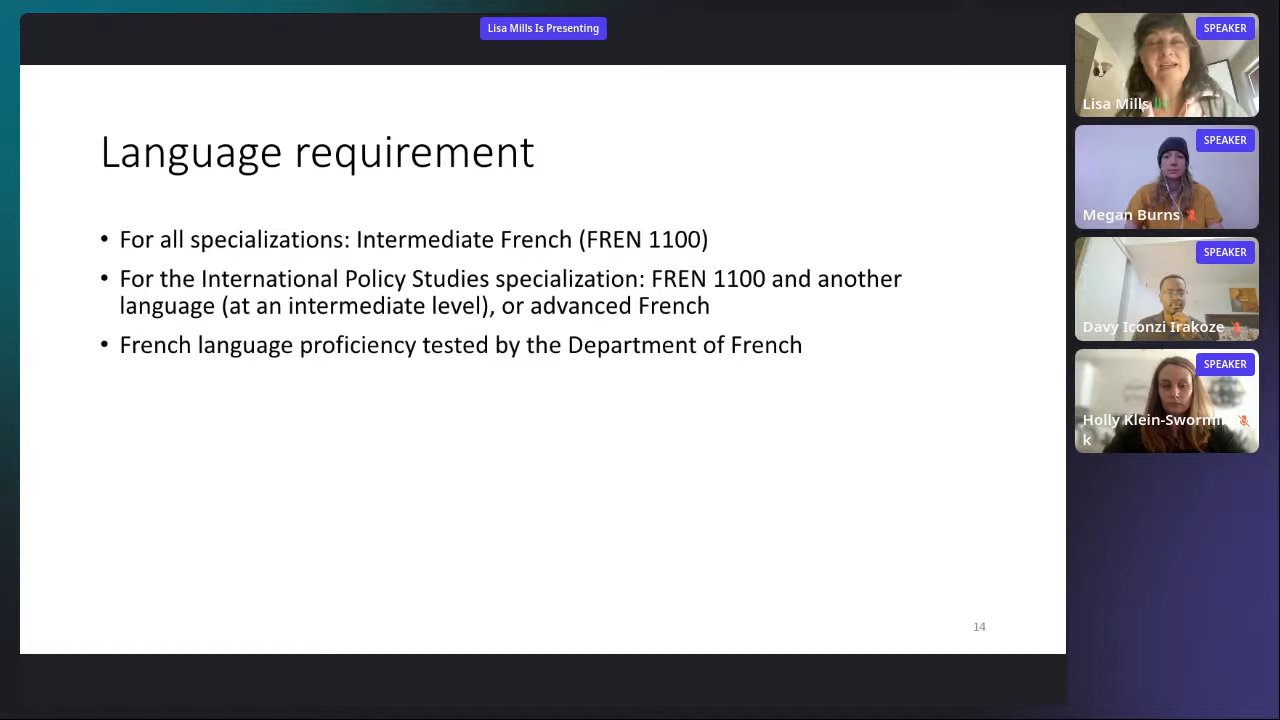 Lisa Mills Is Presenting
Language requirement
• For all specializations: Intermediate French (FREN 1100)
• For the International Policy Studies specialization: FREN 1100 and another
language (at an intermediate level), or advanced French
• French language proficiency tested by the Department of French
14
SPEAKER
Lisa Mills
SPEAKER
Megan Burns
SPEAKER
Davy Iconzi Irakoze
SPEAKER
Holly Klein-Swormin
k